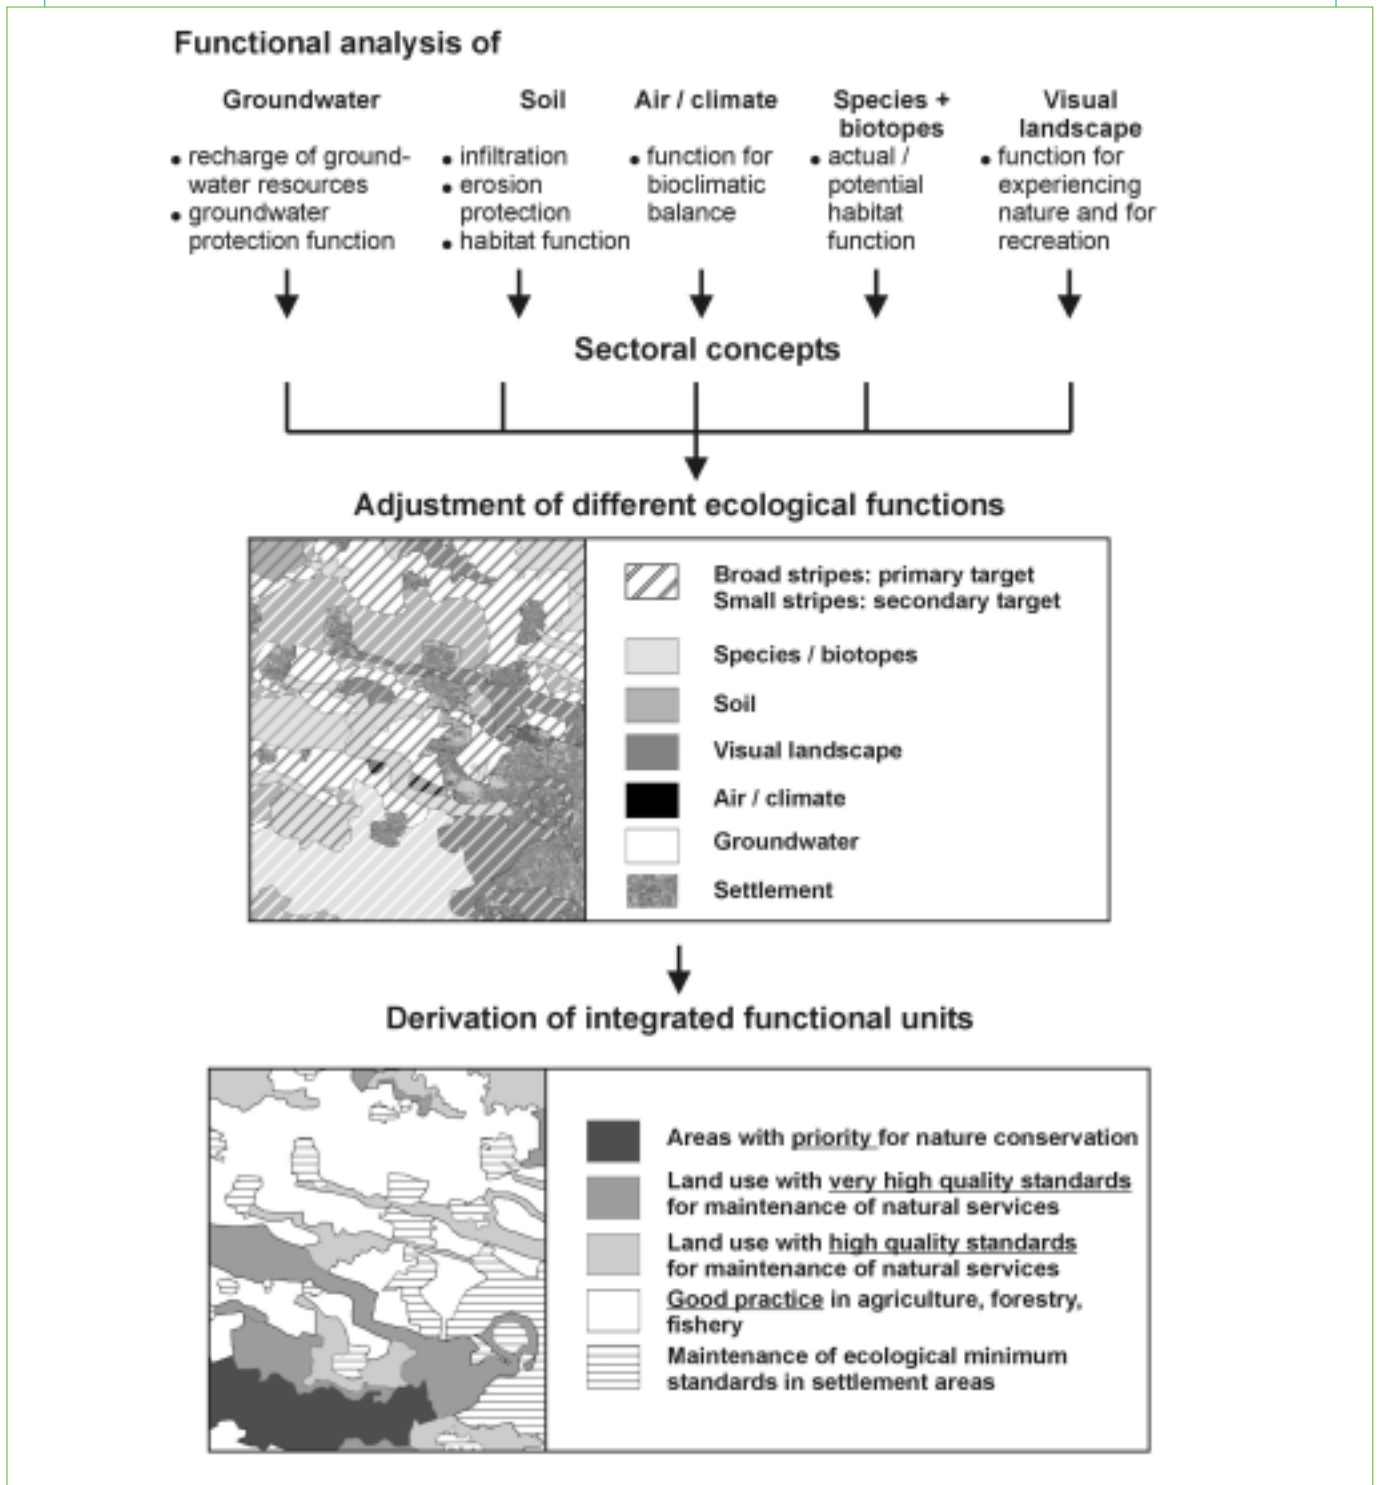 Functional analysis of
Groundwater
• recharge of ground-
water resources
• groundwater
protection function
Soil
• infiltration
• erosion
protection
• habitat function
Air / climate
• function for
bioclimatic
balance
Species +
biotopes
• actual /
potential
habitat
function
Visual
landscape
• function for
experiencing
nature and for
recreation
Sectoral concepts
Adjustment of different ecological functions
Broad stripes: primary target
Small stripes: secondary target
Species / biotopes
Soil
Visual landscape
Air / climate
Groundwater
Settlement
Derivation of integrated functional units
Areas with priority for nature conservation
Land use with very high quality standards
for maintenance of natural services
Land use with high quality standards
for maintenance of natural services
Good practice in agriculture, forestry,
fishery
Maintenance of ecological minimum
standards in settlement areas